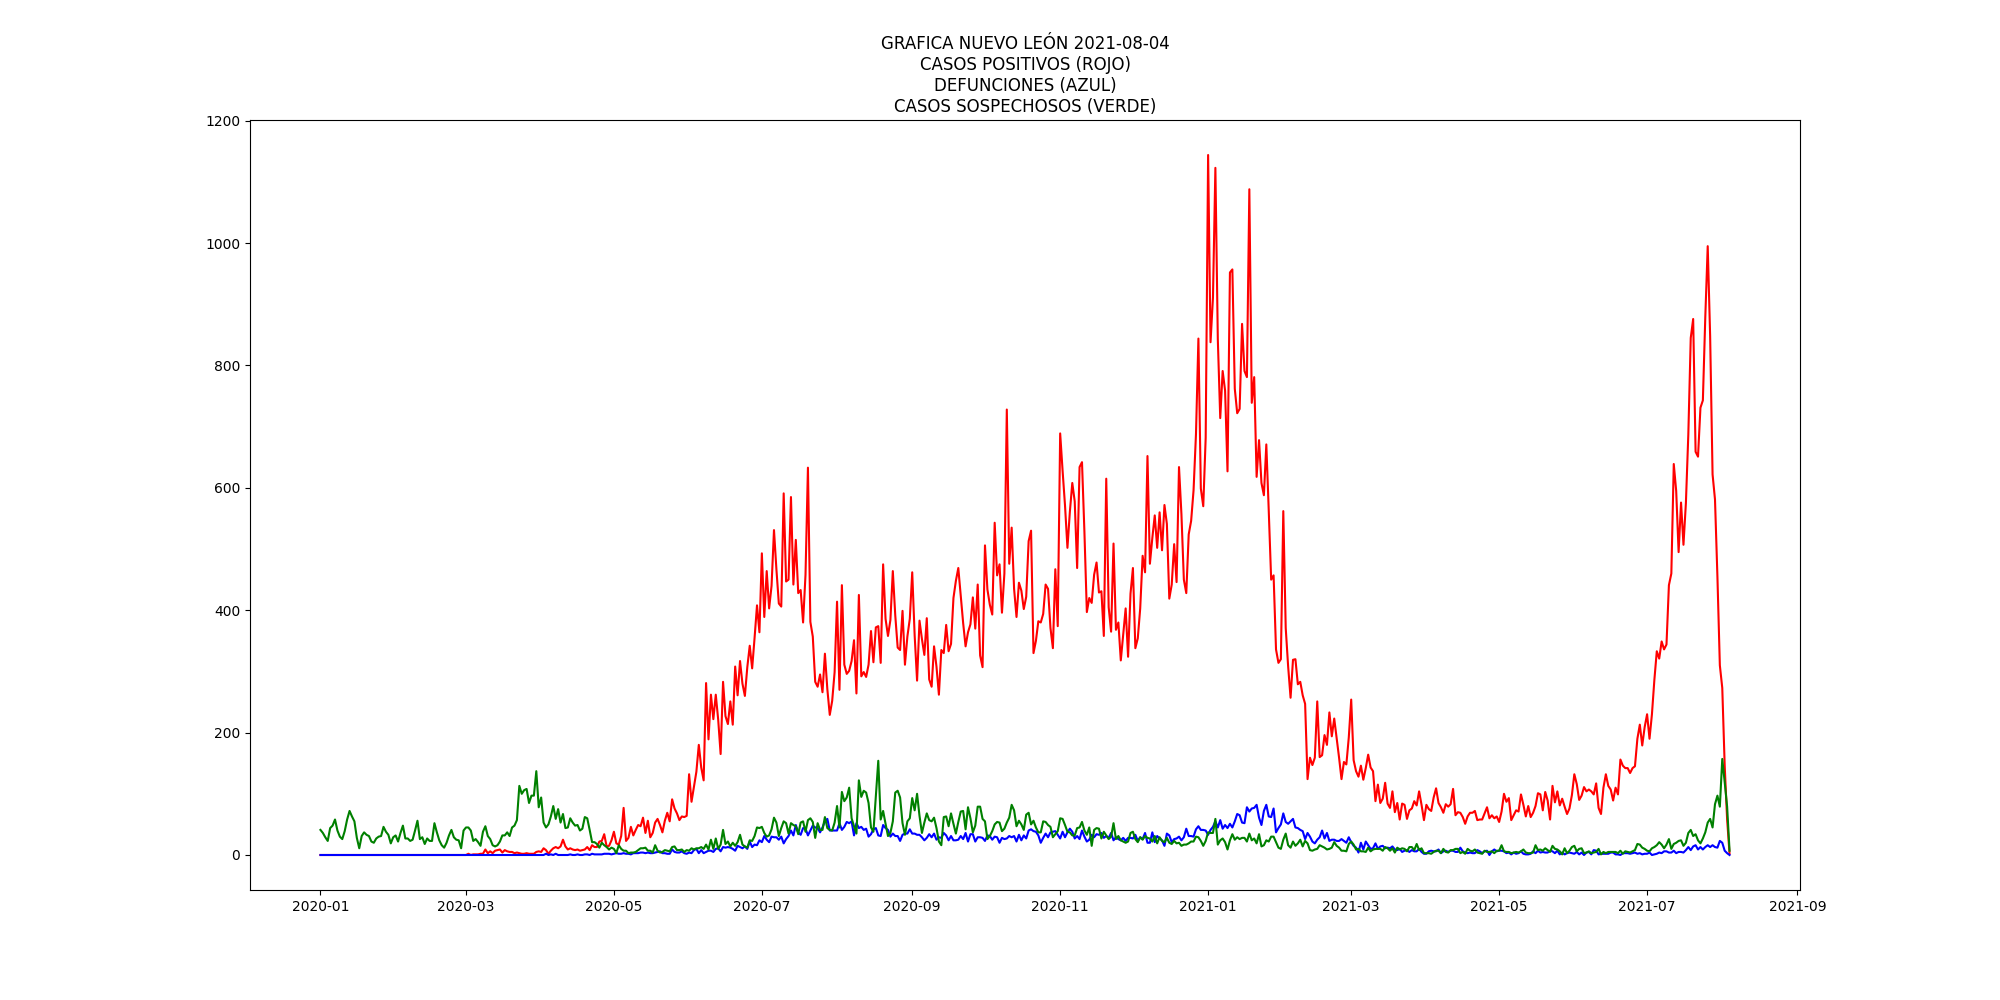 GRAFICA NUEVO LEÓN 2021-08-04
CASOS POSITIVOS (ROJO)
DEFUNCIONES (AZUL)
CASOS SOSPECHOSOS (VERDE)
1200
1000
800
600
400
200
0
2020-01 2020-03 2020-05 2020-07 2020-09 2020-11 2021-01 2021-03 2021-05 2021-07 2021-09